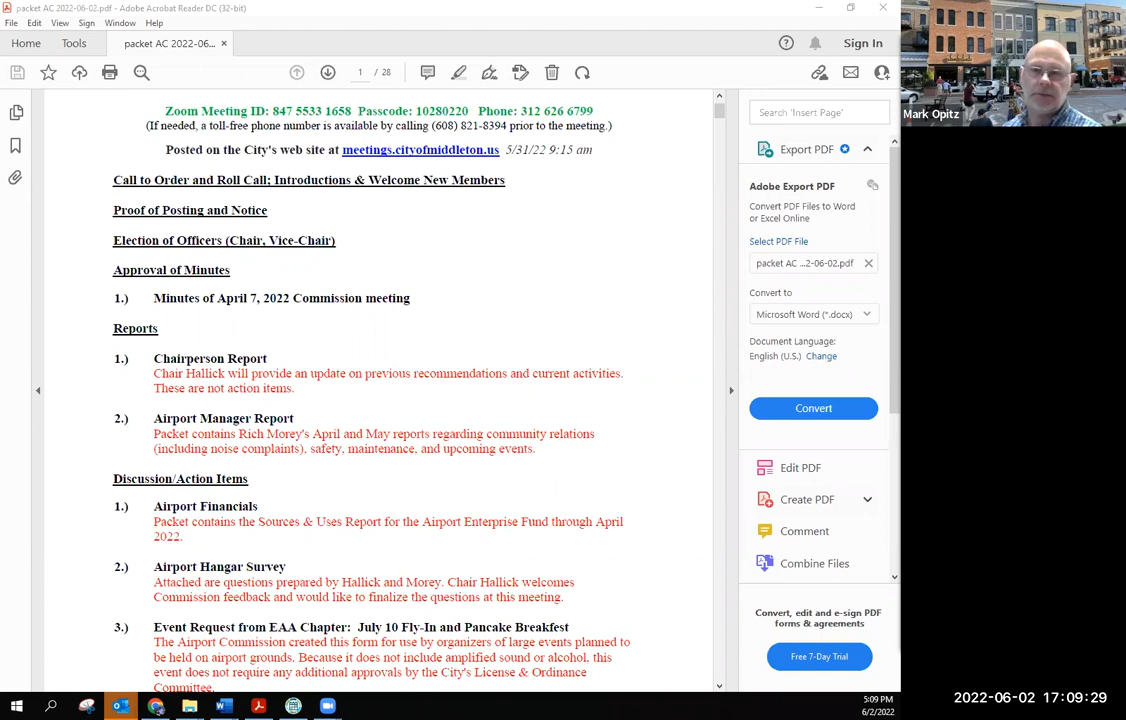 packet AC 2022-06-02.pdf - Adobe Acrobat Reader DC (32-bit)
File Edit View Sign Window Help
Home Tools packet AC 2022-06... × Sign In
1 / 28
Zoom Meeting ID: 847 5533 1658 Passcode: 10280220 Phone: 312 626 6799
(If needed, a toll-free phone number is available by calling (608) 821-8394 prior to the meeting.)
Posted on the City's web site at meetings.cityofmiddleton.us 5/31/22 9:15 am
Call to Order and Roll Call; Introductions & Welcome New Members
Proof of Posting and Notice
Election of Officers (Chair, Vice-Chair)
Approval of Minutes
1.) Minutes of April 7, 2022 Commission meeting
Reports
1.) Chairperson Report
Chair Hallick will provide an update on previous recommendations and current activities.
These are not action items.
2.) Airport Manager Report
Packet contains Rich Morey's April and May reports regarding community relations
(including noise complaints), safety, maintenance, and upcoming events.
Discussion/Action Items
1.) Airport Financials
Packet contains the Sources & Uses Report for the Airport Enterprise Fund through April
2022.
2.) Airport Hangar Survey
Attached are questions prepared by Hallick and Morey. Chair Hallick welcomes
Commission feedback and would like to finalize the questions at this meeting.
3.) Event Request from EAA Chapter: July 10 Fly-In and Pancake Breakfast
The Airport Commission created this form for use by organizers of large events planned to
be held on airport grounds. Because it does not include amplified sound or alcohol, this
event does not require any additional approvals by the City's License & Ordinance
Committee.
Search 'Insert Page'
Export PDF
Adobe Export PDF
Convert PDF Files to Word
or Excel Online
Select PDF File
packet AC ...2-06-02.pdf
Convert to
Microsoft Word (*.docx)
Document Language:
English (U.S.) Change
Convert
Edit PDF
Create PDF
Comment
Combine Files
Convert, edit and e-sign PDF
forms & agreements
Free 7-Day Trial
Mark Opitz
5:09 PM
6/2/2022
2022-06-02 17:09:29